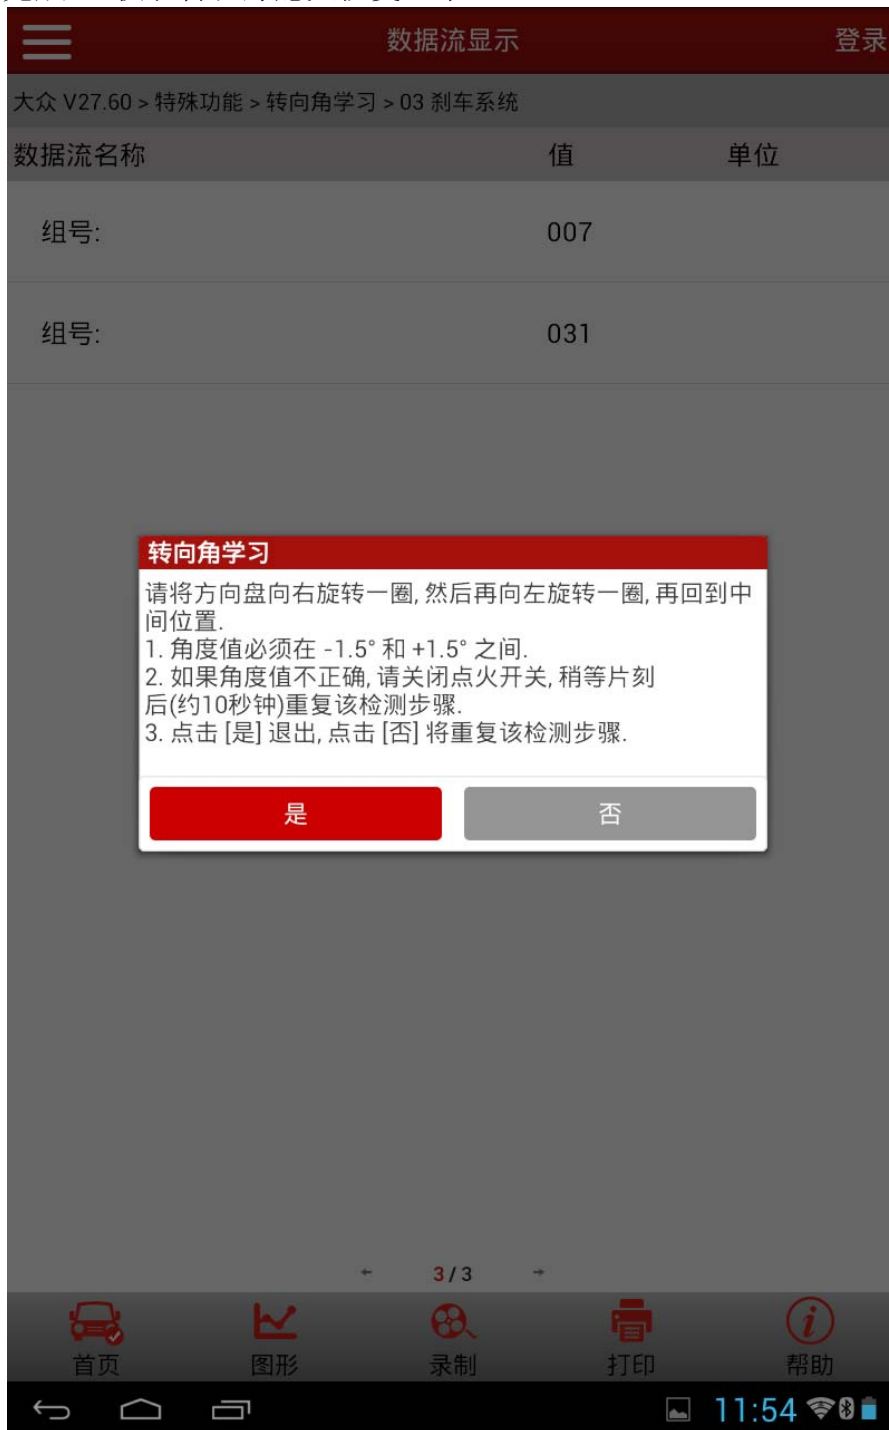 数据流显示 登录
大众 V27.60 > 特殊功能 > 转向角学习 > 03 刹车系统
数据流名称 值 单位
组号: 007
组号: 031
转向角学习
请将方向盘向右旋转一圈, 然后再向左旋转一圈, 再回到中
间位置.
1. 角度值必须在 -1.5° 和 +1.5° 之间.
2. 如果角度值不正确, 请关闭点火开关, 稍等片刻
后(约10秒钟)重复该检测步骤.
3. 点击 [是] 退出, 点击 [否] 将重复该检测步骤.
是 否
← 3 / 3 →
首页 图形 录制 打印 帮助
11:54